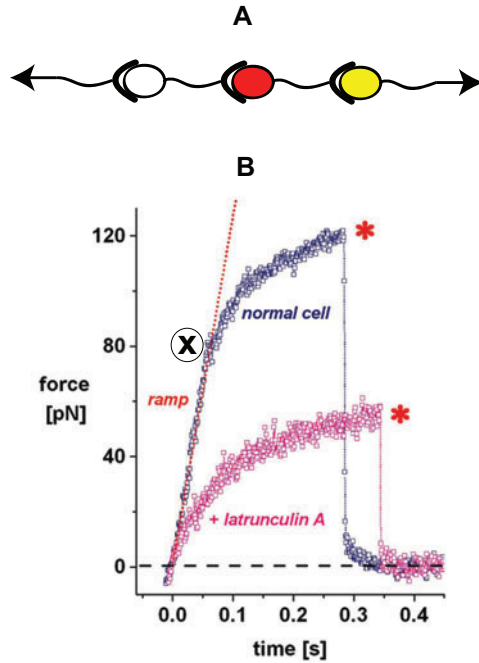 A
B
120
*
normal cell
X
80
force
[pN]
ramp
*
40
+ latrunculin A
0
0.0 0.1 0.2 0.3 0.4
time [s]